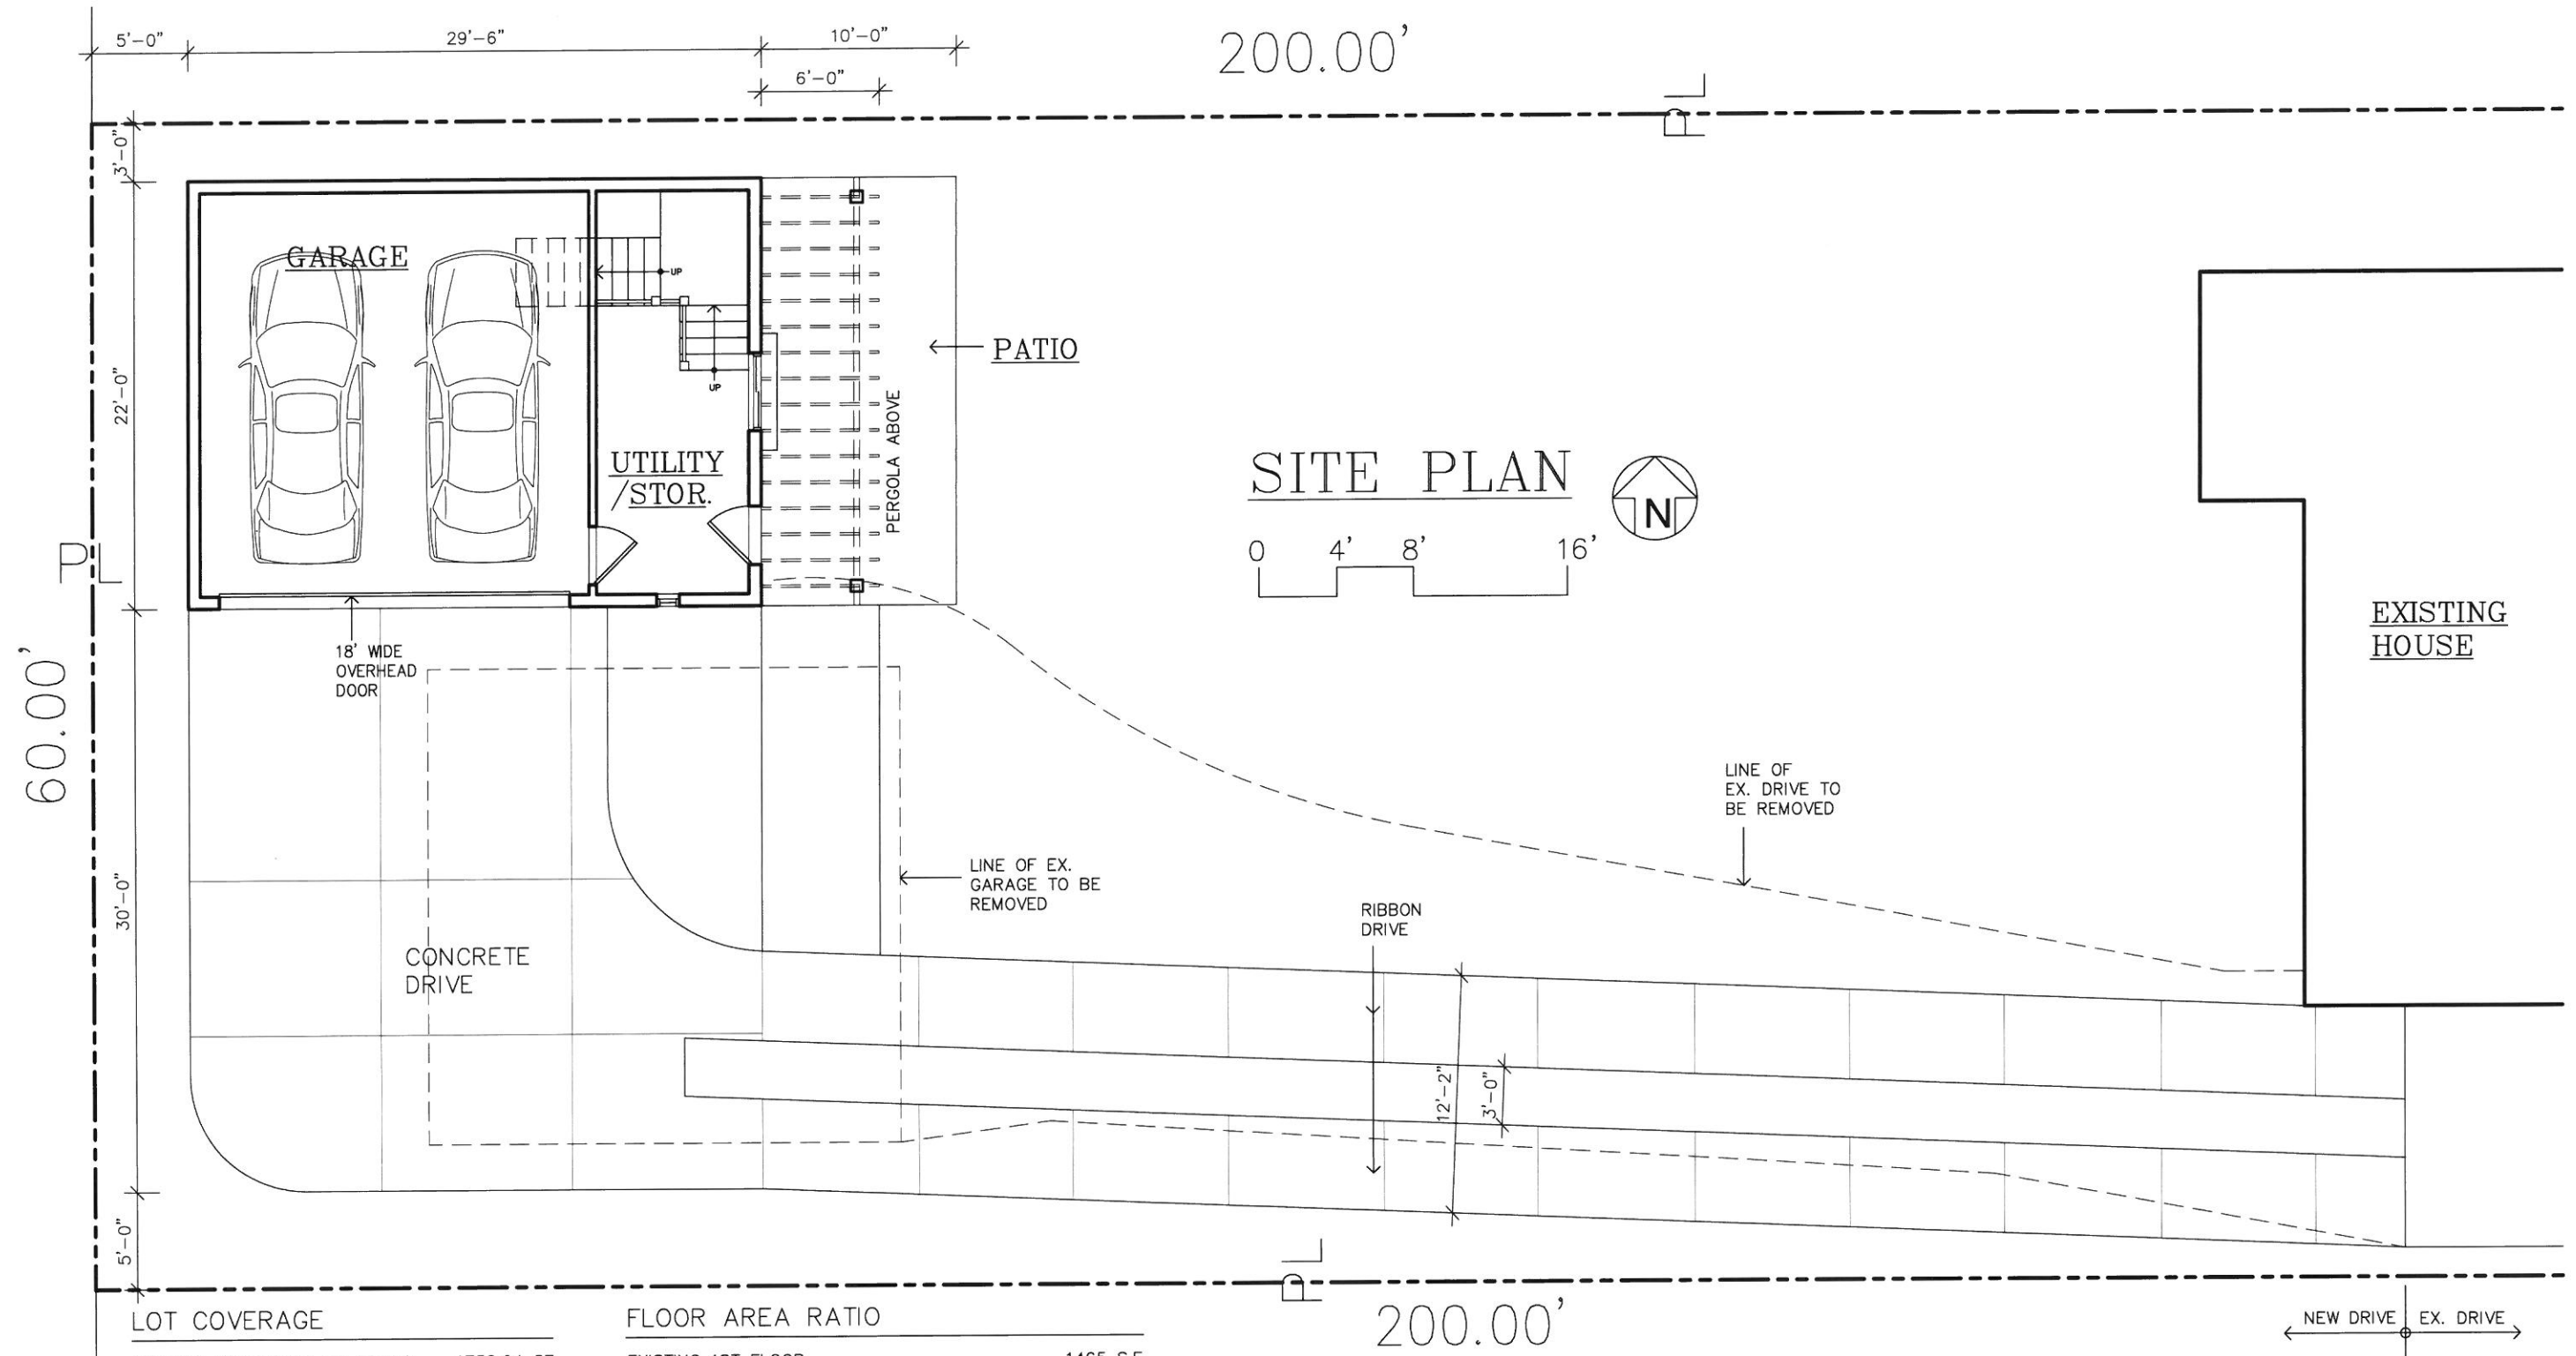 5'-0"
29'-6"
10'-0"
200.00'
6'-0"
PL
3'-0"
GARAGE
UP
PATIO
22'-0"
UP
PERGOLA ABOVE
UTILITY
/STOR.
SITE PLAN
N
0 4' 8' 16'
PL
EXISTING
HOUSE
18' WIDE
OVERHEAD
DOOR
60.00'
LINE OF
EX. DRIVE TO
BE REMOVED
LINE OF EX.
GARAGE TO BE
REMOVED
30'-0"
RIBBON
DRIVE
CONCRETE
DRIVE
12'-2"
3'-0"
5'-0"
PL
LOT COVERAGE
FLOOR AREA RATIO
200.00'
NEW DRIVE
EX. DRIVE
1465 S.F.